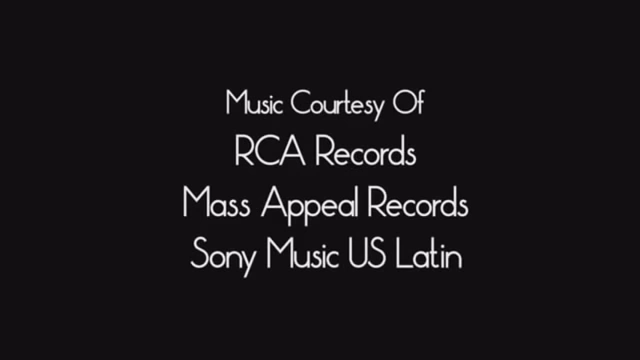 Music Courtesy Of
RCA Records
Mass Appeal Records
Sony Music US Latin